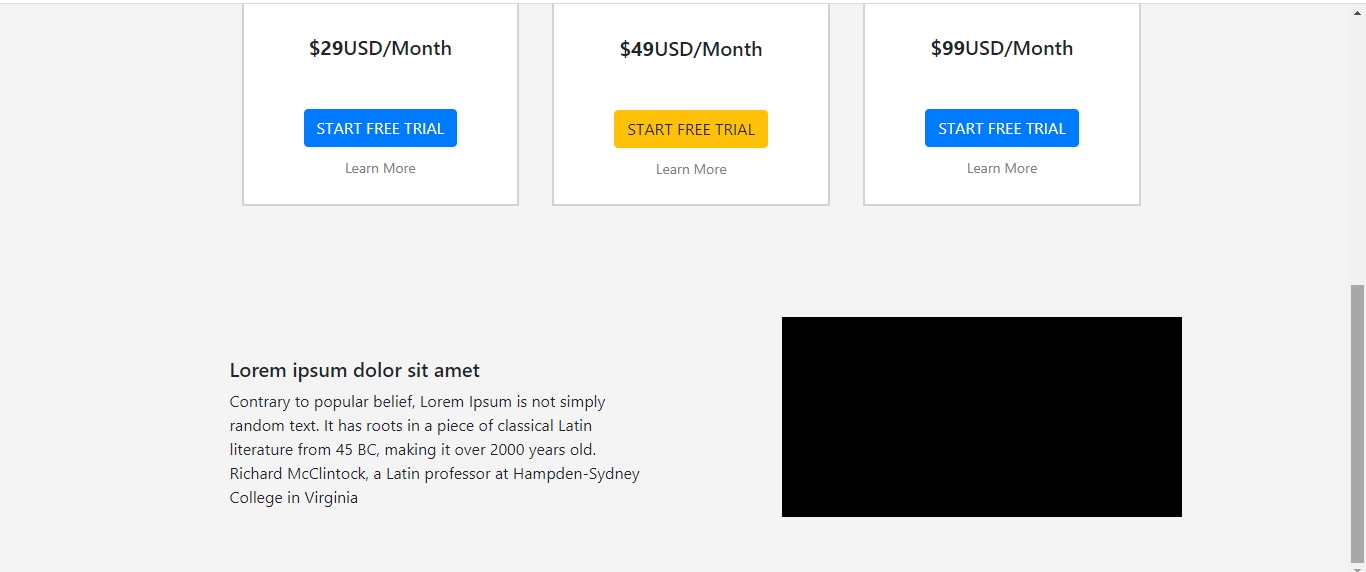 $29USD/Month
$49USD/Month
$99USD/Month
START FREE TRIAL
START FREE TRIAL
START FREE TRIAL
Learn More
Learn More
Learn More
Lorem ipsum dolor sit amet
Contrary to popular belief, Lorem Ipsum is not simply
random text. It has roots in a piece of classical Latin
literature from 45 BC, making it over 2000 years old.
Richard McClintock, a Latin professor at Hampden-Sydney
College in Virginia